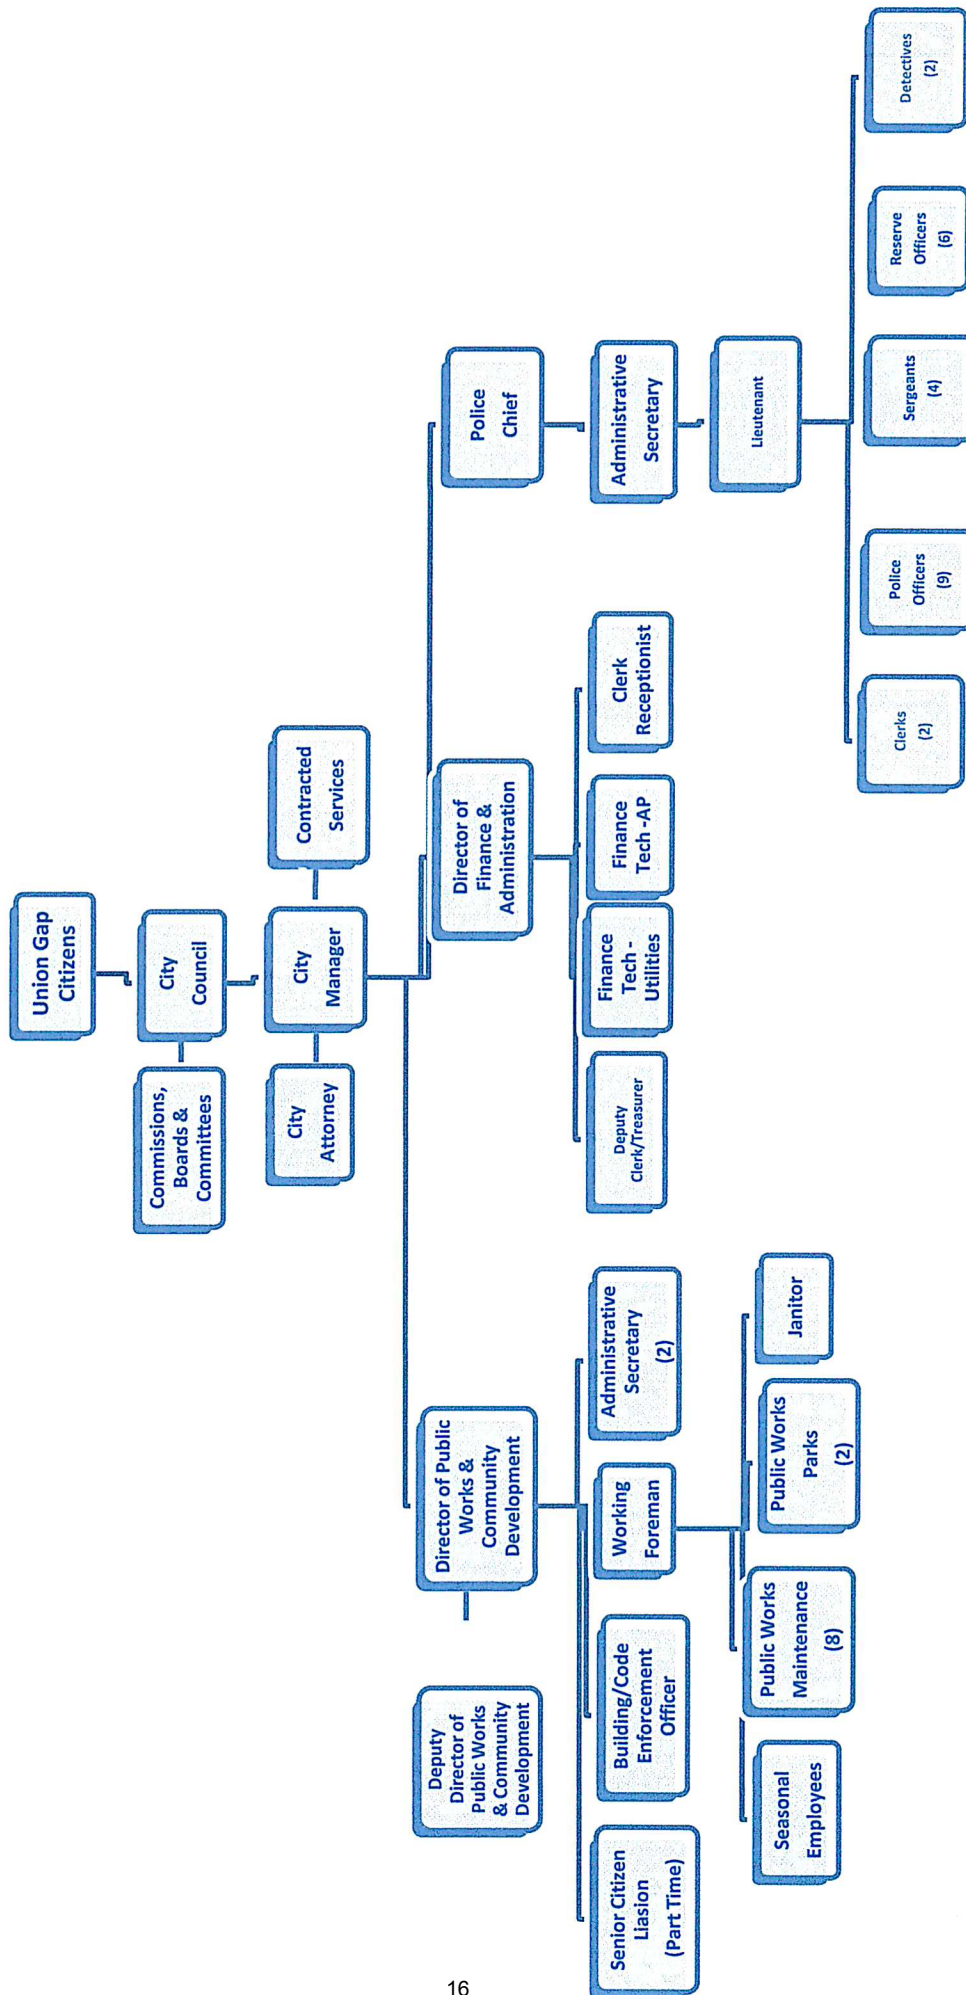 Union Gap
Citizens
Commissions,
Boards &
Committees
City
Council
City
Attorney
City
Manager
Contracted
Services
Deputy
Director of
Public Works
& Community
Development
Director of Public
Works &
Community
Development
Director of
Finance &
Administration
Police
Chief
Senior Citizen
Liasion
(Part Time)
Building/Code
Enforcement
Officer
Working
Foreman
Administrative
Secretary
(2)
Deputy
Clerk/Treasurer
Finance
Tech -
Utilities
Finance
Tech -AP
Clerk
Receptionist
Administrative
Secretary
Seasonal
Employees
Public Works
Maintenance
(8)
Public Works
Parks
(2)
Janitor
Lieutenant
Clerks
(2)
Police
Officers
(9)
Sergeants
(4)
Reserve
Officers
(6)
Detectives
(2)
16